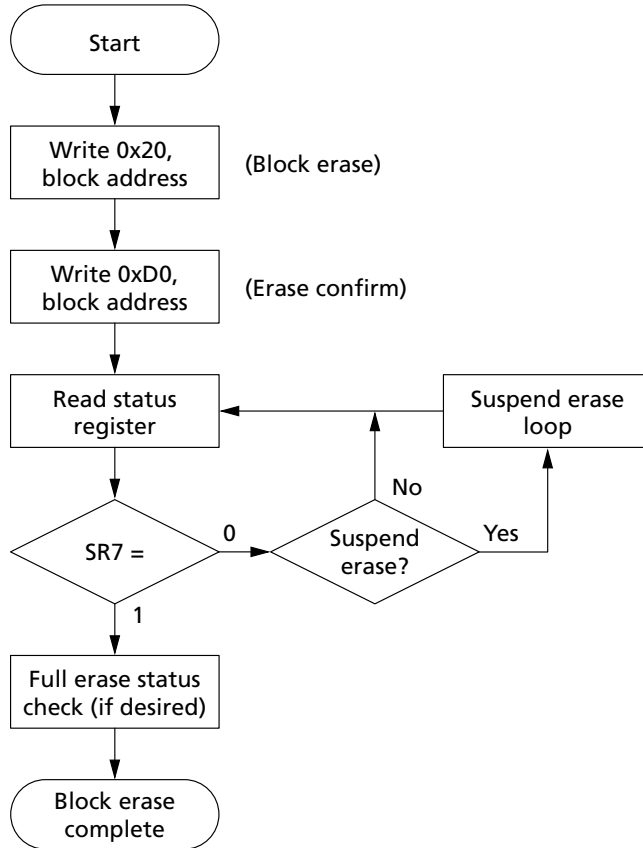 Start
Write 0x20,
block address
(Block erase)
Write 0xD0,
block address
(Erase confirm)
Read status
register
Suspend erase
loop
No
SR7 =
0
Suspend
erase?
Yes
1
Full erase status
check (if desired)
Block erase
complete